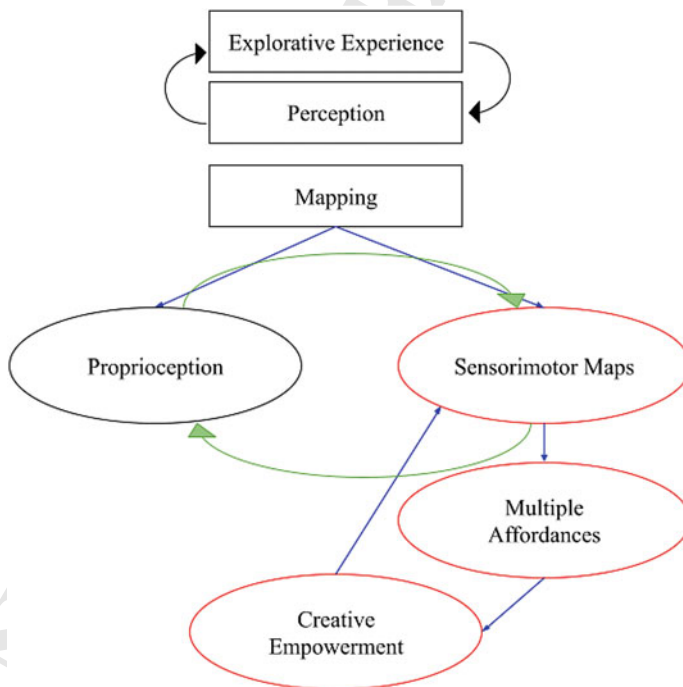 Explorative Experience
Perception
Mapping
Proprioception
Sensorimotor Maps
Multiple
Affordances
Creative
Empowerment